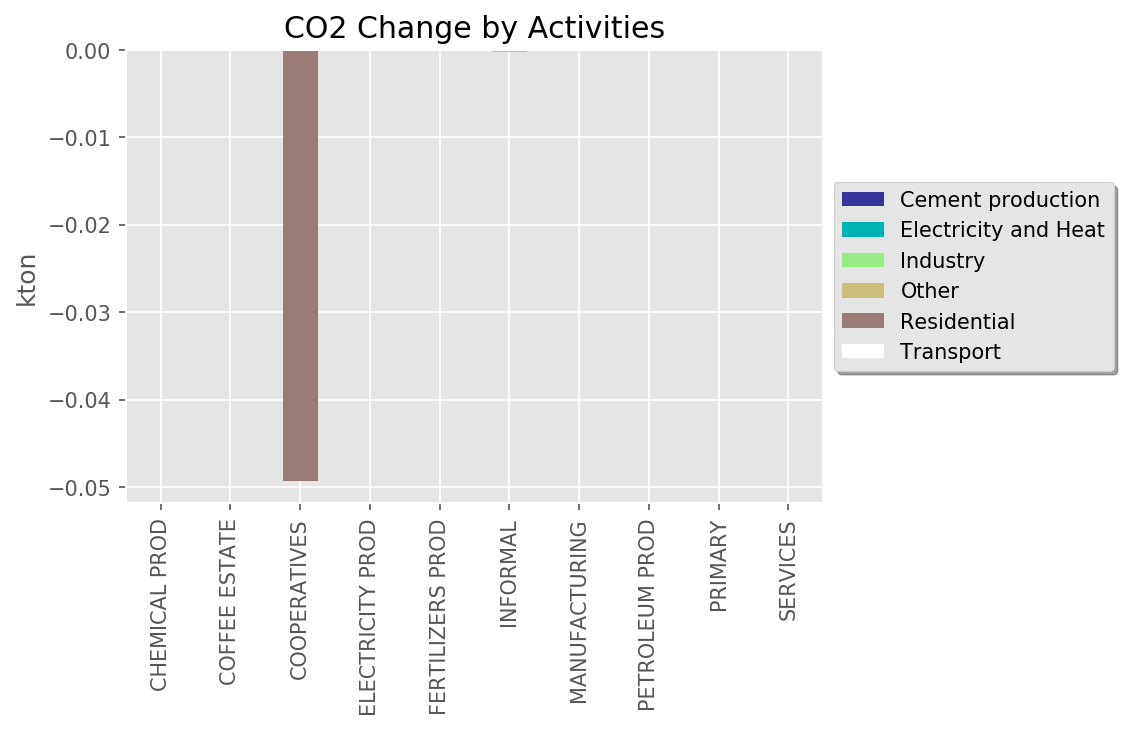 CO2 Change by Activities
0.00
−0.01
−0.02
−0.03
−0.04
−0.05
kton
CHEMICAL PROD
COFFEE ESTATE
COOPERATIVES
ELECTRICITY PROD
FERTILIZERS PROD
INFORMAL
MANUFACTURING
PETROLEUM PROD
PRIMARY
SERVICES
Cement production
Electricity and Heat
Industry
Other
Residential
Transport